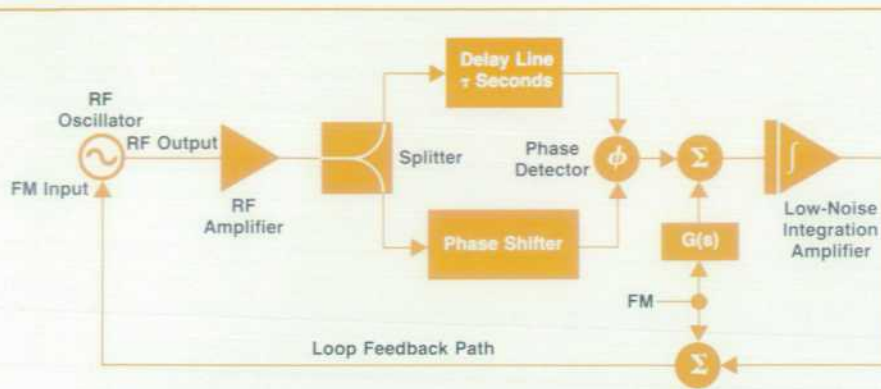 Delay Line
τ Seconds
RF
Oscillator
RF Output
FM Input
RF
Amplifier
Splitter
Phase
Detector
ϕ
Σ
∫
Low-Noise
Integration
Amplifier
Phase Shifter
G(s)
FM
Loop Feedback Path
Σ